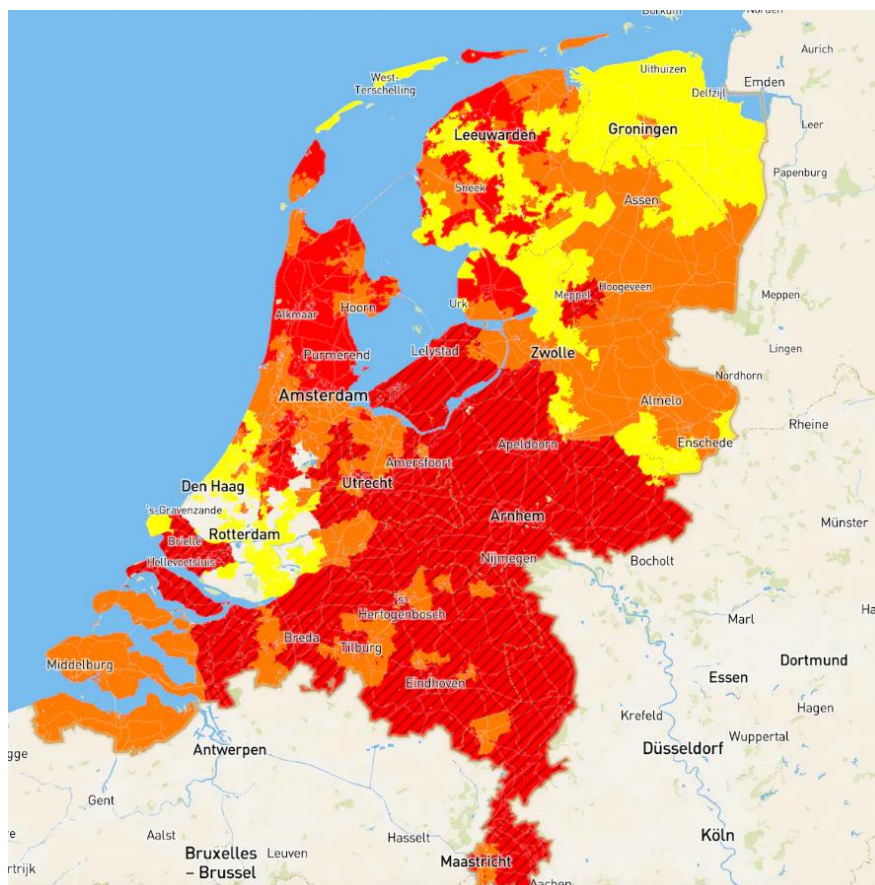 Borkum
Norden
Aurich
Uithuizen
Emden
West-
Terschelling
Delfzijl
Leeuwarden
Groningen
Leer
Papenburg
Sneek
Assen
Meppel
Hoogeveen
Meppen
Urk
Hoorn
Alkmaar
Lingen
Purmerend
Lelystad
Zwolle
Nordhorn
Amsterdam
Almelo
Rheine
Enschede
Apeldoorn
Amersfoort
Den Haag
Utrecht
's-Gravenzande
Arnhem
Münster
Rotterdam
Brielle
Hellevoetsluis
Nijmegen
Bocholt
's-
Hertogenbosch
Marl
Ha
Breda
Tilburg
Middelburg
Dortmund
Essen
Eindhoven
Hagen
Krefeld
Wuppertal
gge
Antwerpen
Düsseldorf
Gent
Aalst
Hasselt
Köln
Bruxelles
– Brussel
Leuven
Maastricht
rtrijk
Aachen